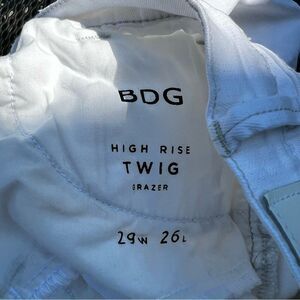 BDG
HIGH RISE
TWIG
GRAZER
29W 26L